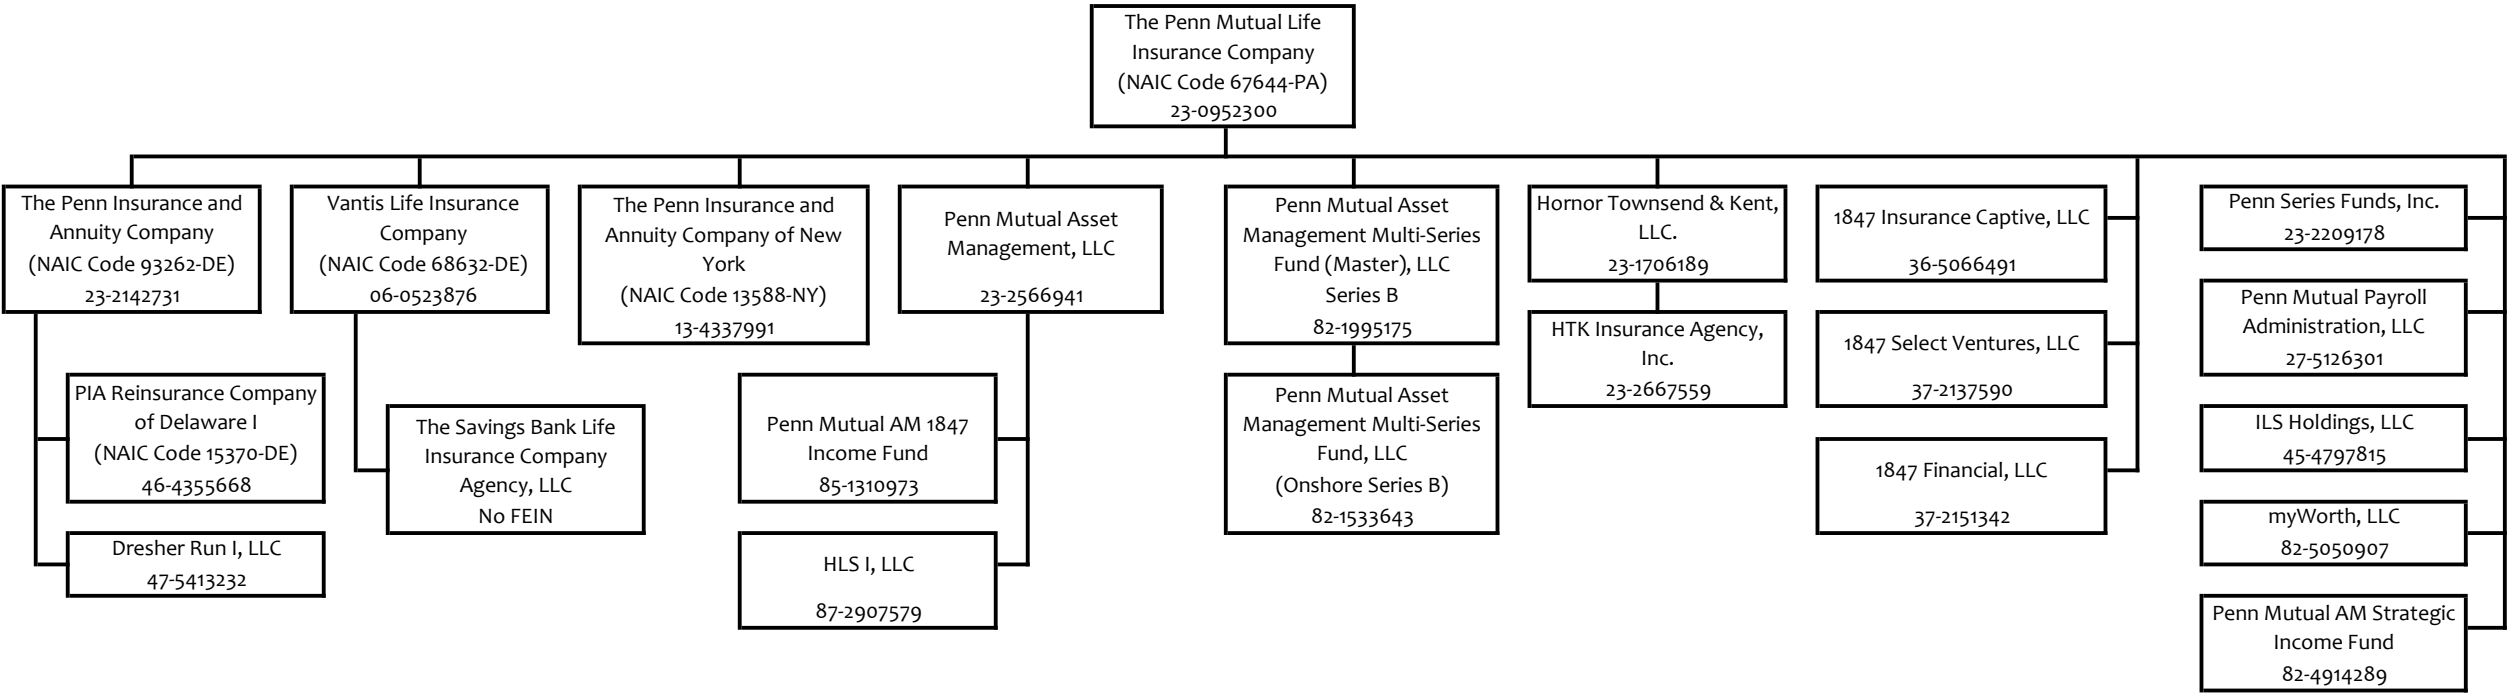 The Penn Mutual Life
Insurance Company
(NAIC Code 67644-PA)
23-0952300
The Penn Insurance and
Annuity Company
(NAIC Code 93262-DE)
23-2142731
Vantis Life Insurance
Company
(NAIC Code 68632-DE)
06-0523876
The Penn Insurance and
Annuity Company of New
York
(NAIC Code 13588-NY)
13-4337991
Penn Mutual Asset
Management, LLC
23-2566941
Penn Mutual Asset
Management Multi-Series
Fund (Master), LLC
Series B
82-1995175
Hornor Townsend & Kent,
LLC.
23-1706189
1847 Insurance Captive, LLC
36-5066491
Penn Series Funds, Inc.
23-2209178
PIA Reinsurance Company
of Delaware I
(NAIC Code 15370-DE)
46-4355668
Dresher Run I, LLC
47-5413232
The Savings Bank Life
Insurance Company
Agency, LLC
No FEIN
Penn Mutual AM 1847
Income Fund
85-1310973
HLS I, LLC
87-2907579
Penn Mutual Asset
Management Multi-Series
Fund, LLC
(Onshore Series B)
82-1533643
HTK Insurance Agency,
Inc.
23-2667559
1847 Select Ventures, LLC
37-2137590
1847 Financial, LLC
37-2151342
Penn Mutual Payroll
Administration, LLC
27-5126301
ILS Holdings, LLC
45-4797815
myWorth, LLC
82-5050907
Penn Mutual AM Strategic
Income Fund
82-4914289